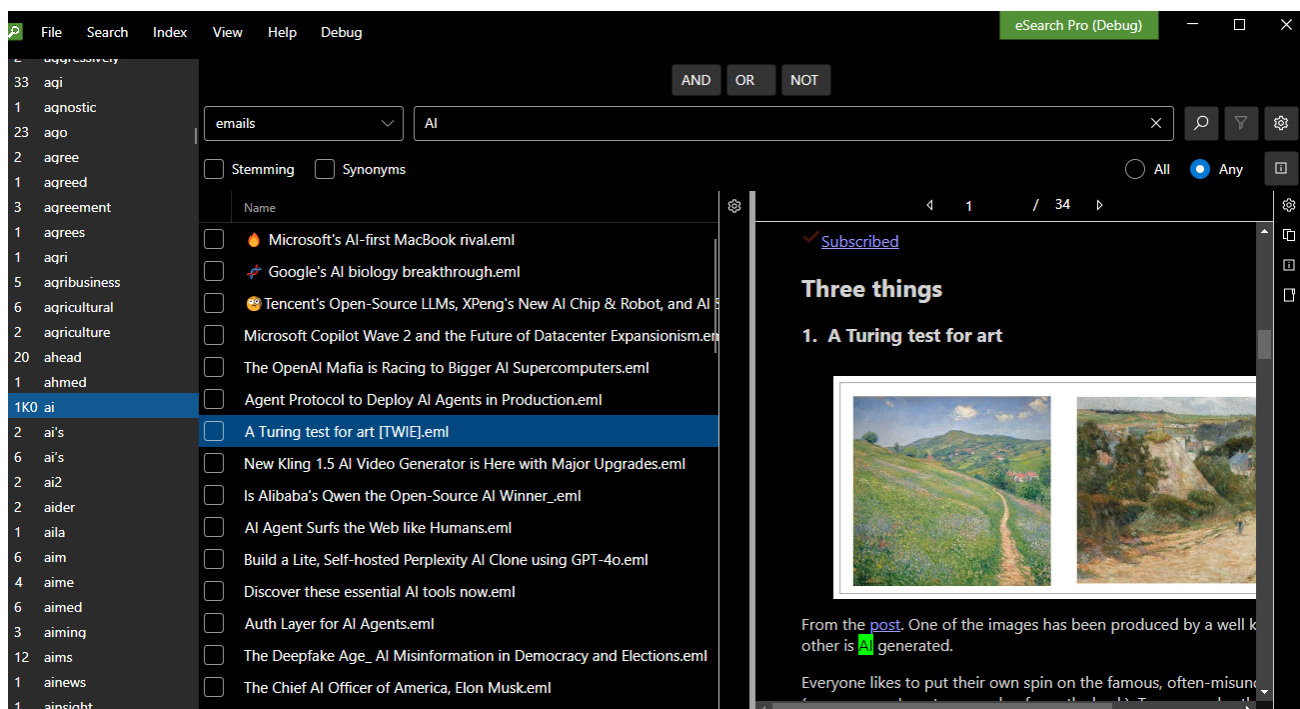 File Search Index View Help Debug
eSearch Pro (Debug)
2 aggressively
33 agi
1 agnostic
23 ago
2 agree
1 agreed
3 agreement
1 agrees
1 agri
5 agribusiness
6 agricultural
2 agriculture
20 ahead
1 ahmed
1K0 ai
2 ai's
6 ai's
2 ai2
2 aider
1 aila
6 aim
4 aime
6 aimed
3 aiming
12 aims
1 ainews
1 ainsight
AND OR NOT
emails
AI
Stemming Synonyms
All Any
Name
Microsoft's AI-first MacBook rival.eml
Google's AI biology breakthrough.eml
Tencent's Open-Source LLMs, XPeng's New AI Chip & Robot, and AI
Microsoft Copilot Wave 2 and the Future of Datacenter Expansionism.em
The OpenAI Mafia is Racing to Bigger AI Supercomputers.eml
Agent Protocol to Deploy AI Agents in Production.eml
A Turing test for art [TWIE].eml
New Kling 1.5 AI Video Generator is Here with Major Upgrades.eml
Is Alibaba's Qwen the Open-Source AI Winner_.eml
AI Agent Surfs the Web like Humans.eml
Build a Lite, Self-hosted Perplexity AI Clone using GPT-4o.eml
Discover these essential AI tools now.eml
Auth Layer for AI Agents.eml
The Deepfake Age_ AI Misinformation in Democracy and Elections.eml
The Chief AI Officer of America, Elon Musk.eml
1 / 34
Subscribed
Three things
1. A Turing test for art
From the post. One of the images has been produced by a well k
other is AI generated.
Everyone likes to put their own spin on the famous, often-misun